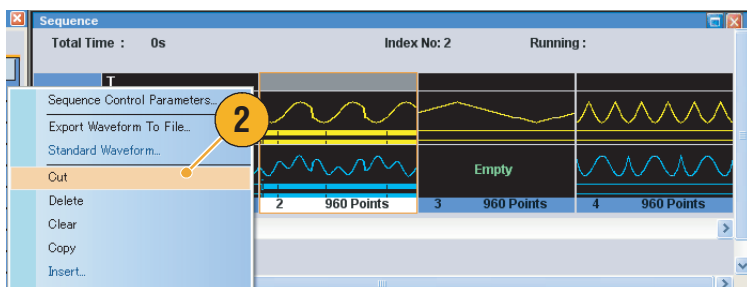 Sequence
Total Time : 0s Index No: 2 Running :
T
Sequence Control Parameters...
Export Waveform To File...
Standard Waveform...
Cut
Delete
Clear
Copy
Insert...
2
Empty
2 960 Points 3 960 Points 4 960 Points